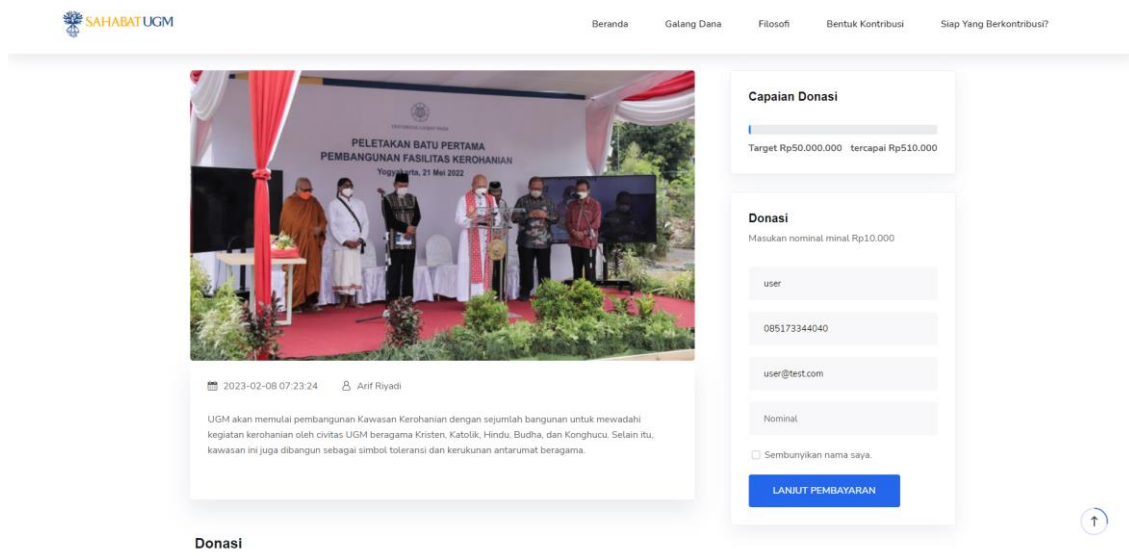 SAHABAT UGM
Beranda Galang Dana Filosofi Bentuk Kontribusi Siap Yang Berkontribusi?
PELETAKAN BATU PERTAMA
PEMBANGUNAN FASILITAS KEROHANIAN
Yogyakarta, 21 Mei 2022
2023-02-08 07:23:24 Arif Riyadi
UGM akan memulai pembangunan Kawasan Kerohanian dengan sejumlah bangunan untuk mewadahi
kegiatan kerohanian oleh civitas UGM beragama Kristen, Katolik, Hindu, Budha, dan Konghucu. Selain itu,
kawasan ini juga dibangun sebagai simbol toleransi dan kerukunan antarumat beragama.
Donasi
Capaian Donasi
Target Rp50.000.000 tercapai Rp510.000
Donasi
Masukan nominal minal Rp10.000
user
085173344040
user@test.com
Nominal
Sembunyikan nama saya.
LANJUT PEMBAYARAN